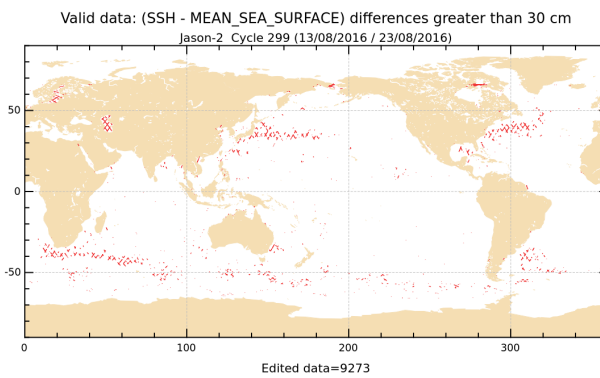 Valid data: (SSH - MEAN_SEA_SURFACE) differences greater than 30 cm
Jason-2 Cycle 299 (13/08/2016 / 23/08/2016)
50
0
-50
0 100 200 300
Edited data=9273